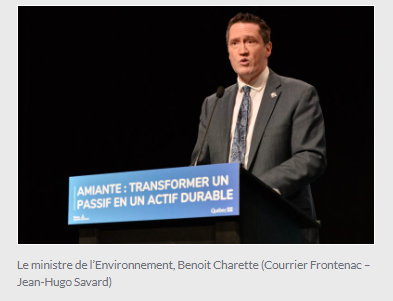 AMIANTE : TRANSFORMER UN
PASSIF EN UN ACTIF DURABLE
Québec
Le ministre de l'Environnement, Benoit Charette (Courrier Frontenac –
Jean-Hugo Savard)